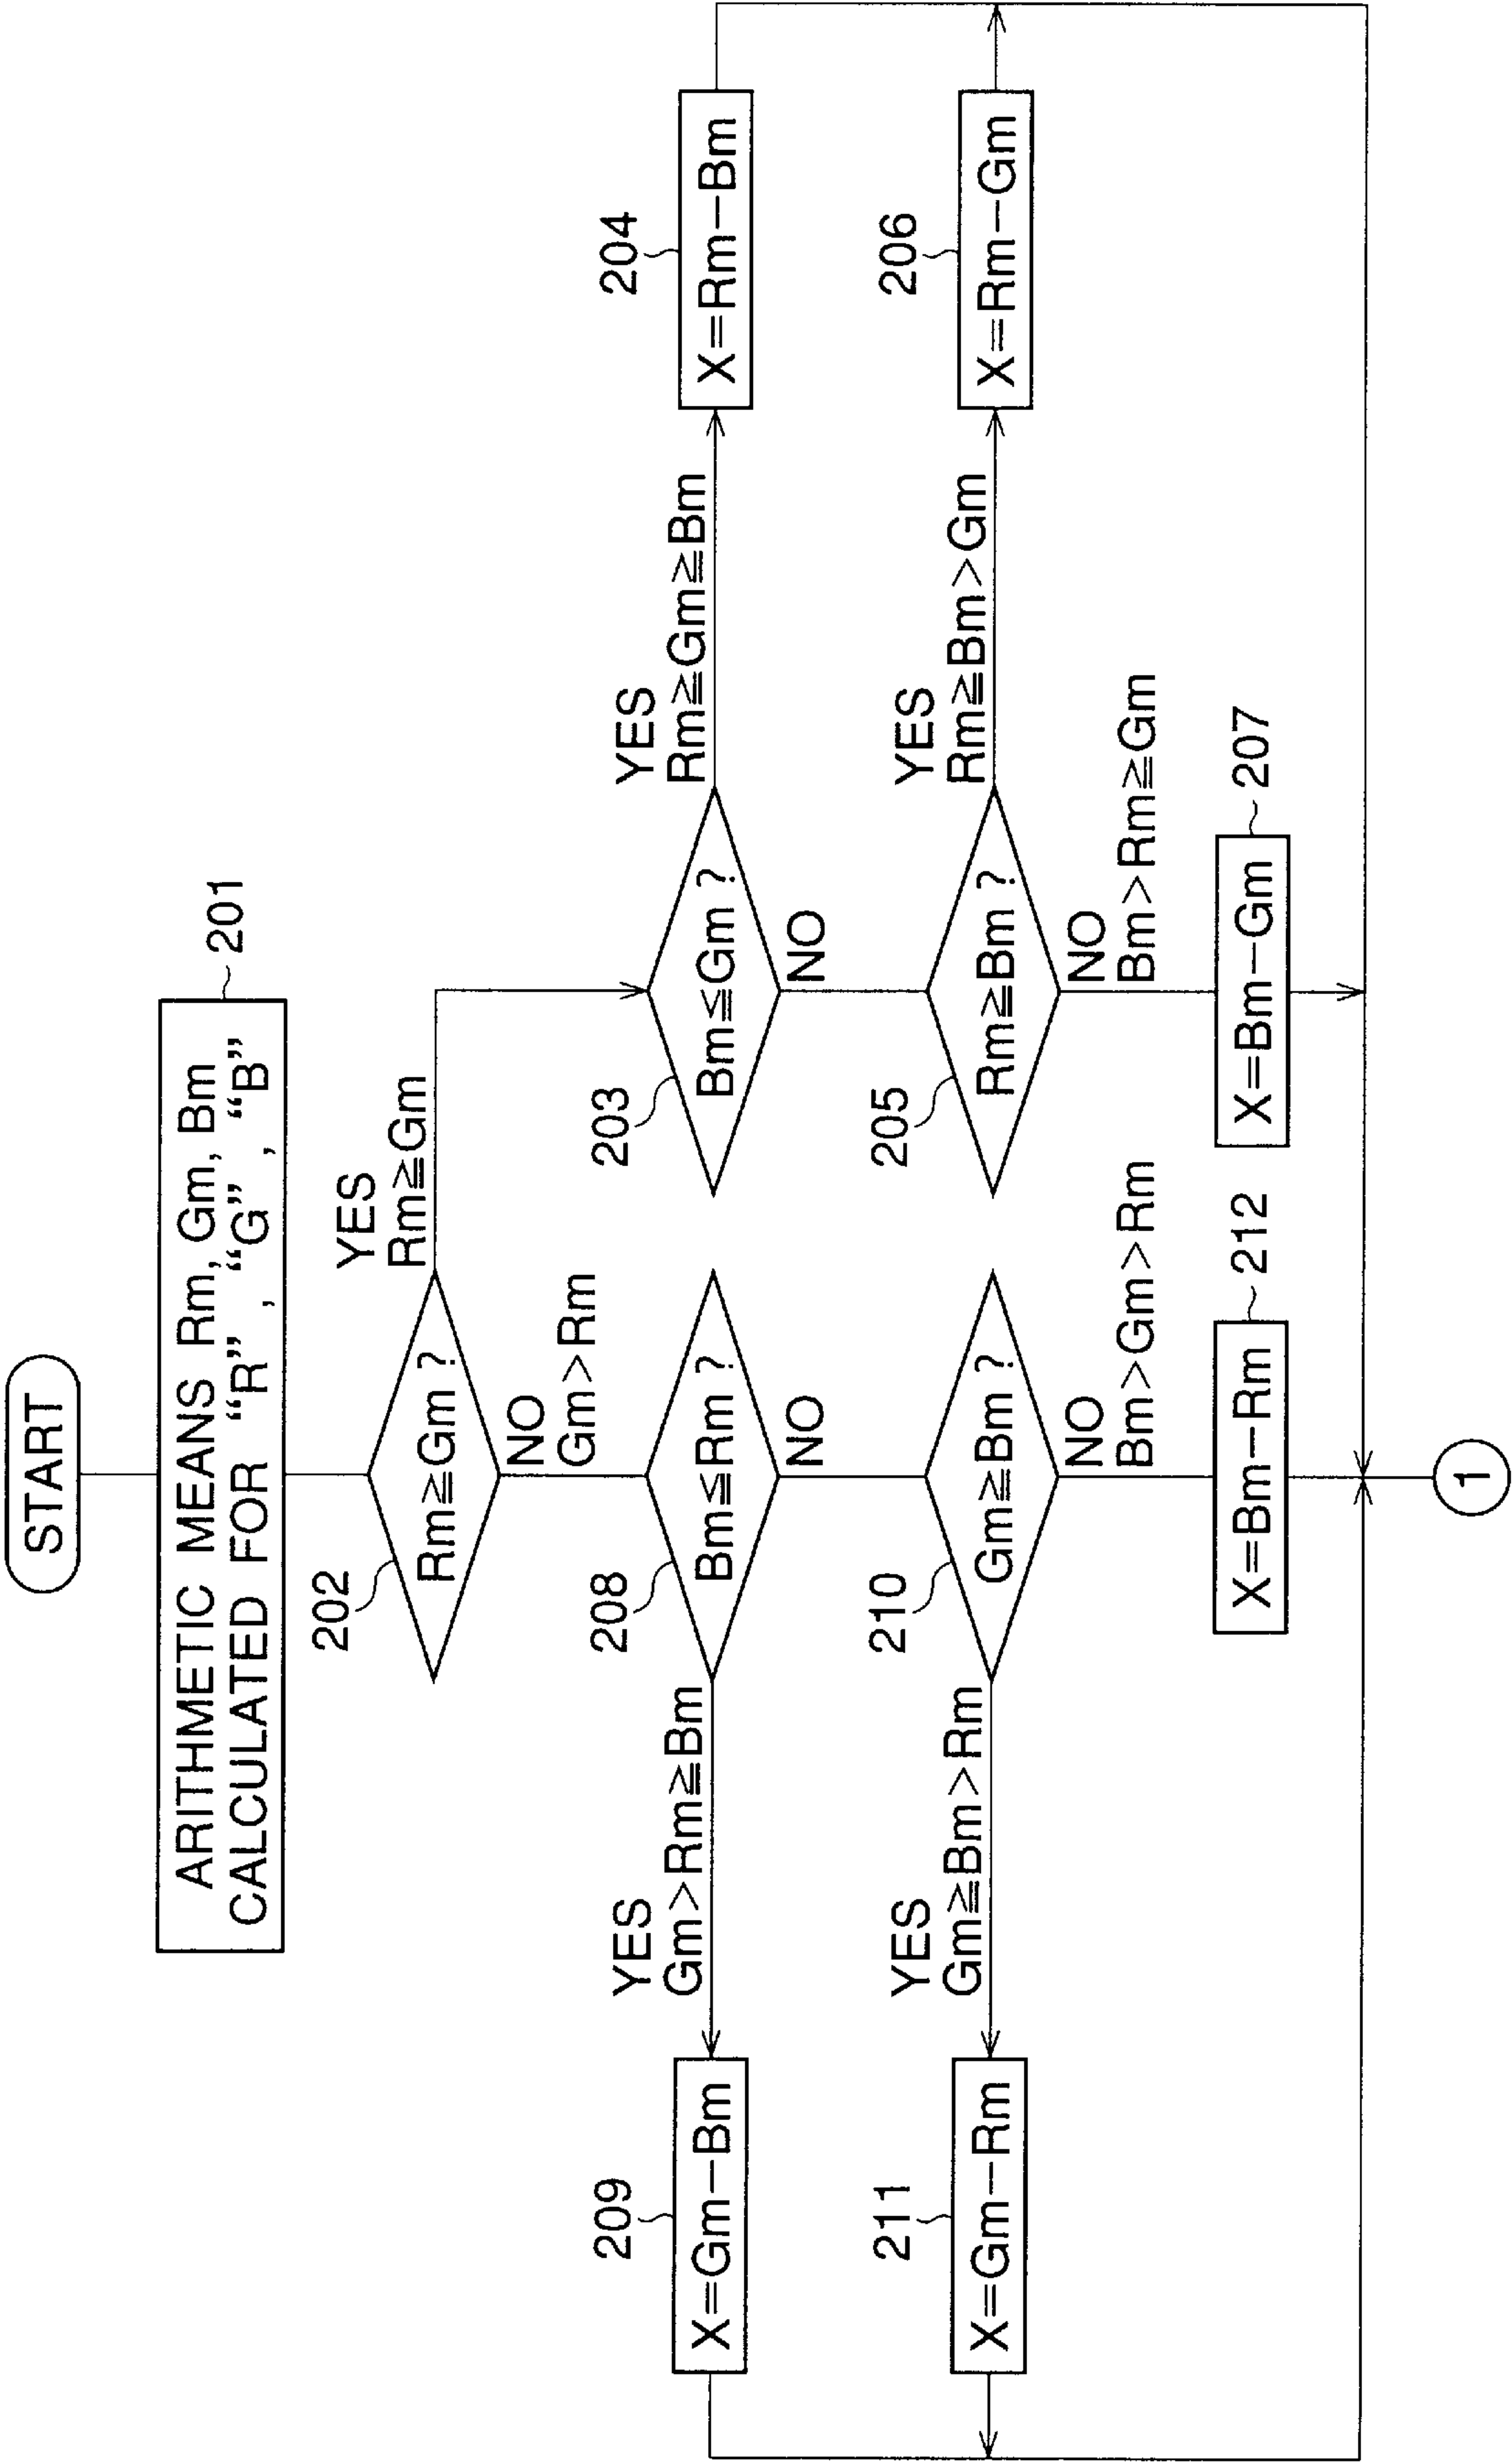 START
ARITHMETIC MEANS Rm, Gm, Bm
CALCULATED FOR “R”, “G”, “B”
201
202
Rm≧Gm ?
YES
Rm≧Gm
NO
Gm>Rm
203
Bm≦Gm ?
YES
Rm≧Gm≧Bm
NO
204
X=Rm−Bm
205
Rm≧Bm ?
YES
Rm≧Bm>Gm
NO
Bm>Rm≧Gm
206
X=Rm−Gm
207
X=Bm−Gm
208
Bm≦Rm ?
YES
Gm>Rm≧Bm
NO
209
X=Gm−Bm
210
Gm≧Bm ?
YES
Gm≧Bm>Rm
NO
Bm>Gm>Rm
211
X=Gm−Rm
212
X=Bm−Rm
1